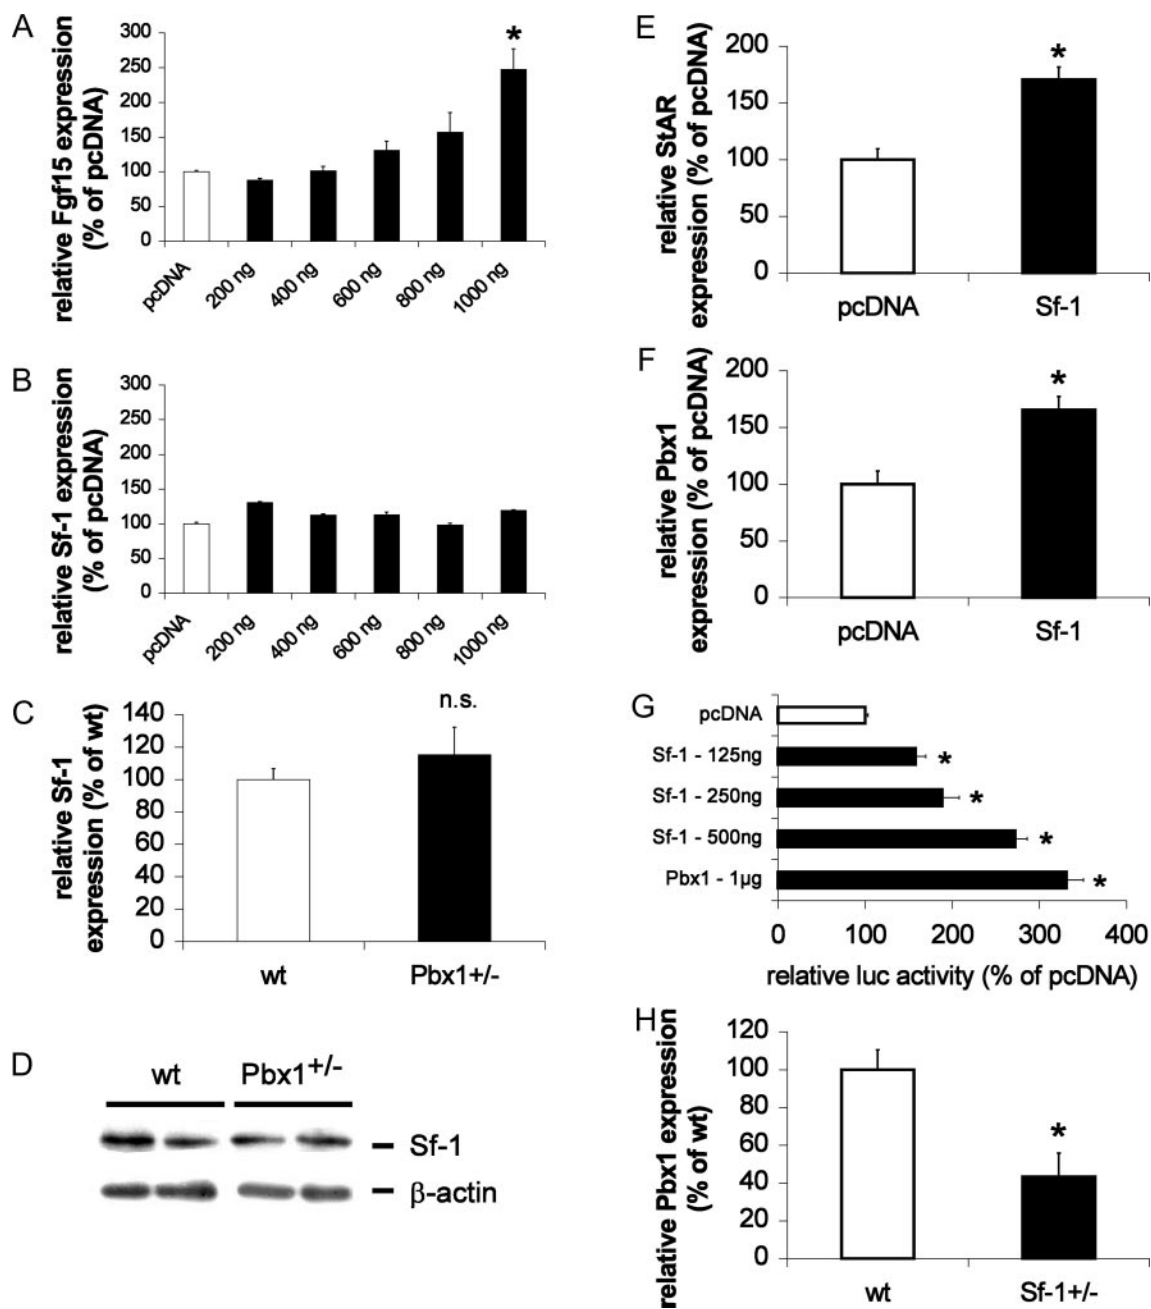 A
relative Fgf15 expression
(% of pcDNA)
300
250
200
150
100
50
0
*
pcDNA
200 ng
400 ng
600 ng
800 ng
1000 ng
B
relative Sf-1 expression
(% of pcDNA)
300
250
200
150
100
50
0
pcDNA
200 ng
400 ng
600 ng
800 ng
1000 ng
C
relative Sf-1
expression (% of wt)
140
120
100
80
60
40
20
0
n.s.
wt
Pbx1+/-
D
wt
Pbx1+/-
Sf-1
β-actin
E
relative StAR
expression (% of pcDNA)
200
150
100
50
0
*
pcDNA
Sf-1
F
relative Pbx1
expression (% of pcDNA)
200
150
100
50
0
*
pcDNA
Sf-1
G
pcDNA
Sf-1 - 125ng *
Sf-1 - 250ng *
Sf-1 - 500ng *
Pbx1 - 1µg *
0 100 200 300 400
relative luc activity (% of pcDNA)
H
relative Pbx1 expression
(% of wt)
120
100
80
60
40
20
0
*
wt
Sf-1+/-